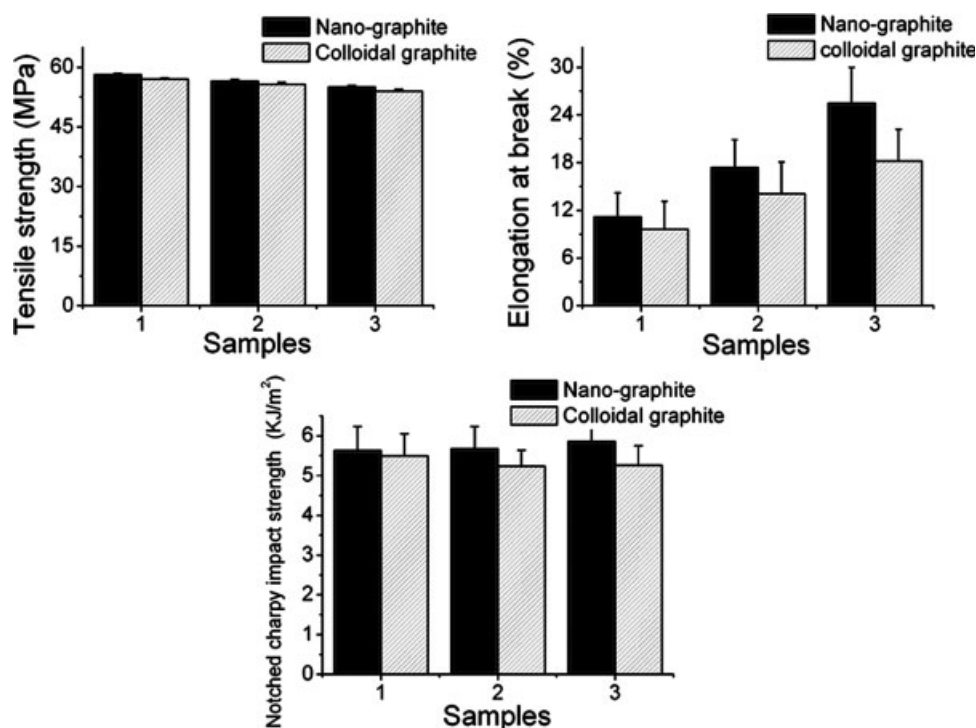 Nano-graphite
Colloidal graphite
Tensile strength (MPa)
60
45
30
15
0
1 2 3
Samples
Nano-graphite
colloidal graphite
Elongation at break (%)
30
24
18
12
6
0
1 2 3
Samples
Nano-graphite
Colloidal graphite
Notched charpy impact strength (KJ/m²)
6
5
4
3
2
1
0
1 2 3
Samples